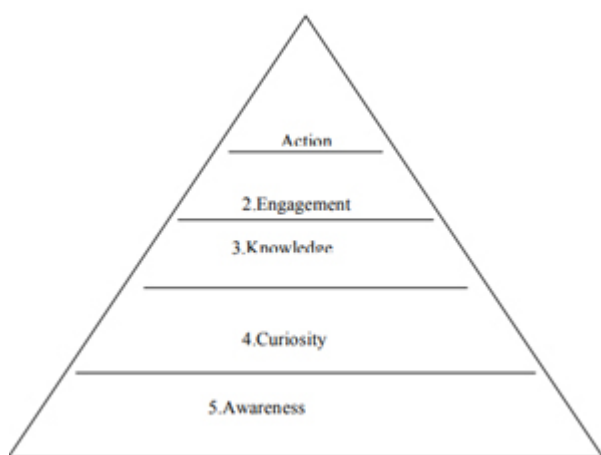 Action
2.Engagement
3.Knowledge
4.Curiosity
5.Awareness